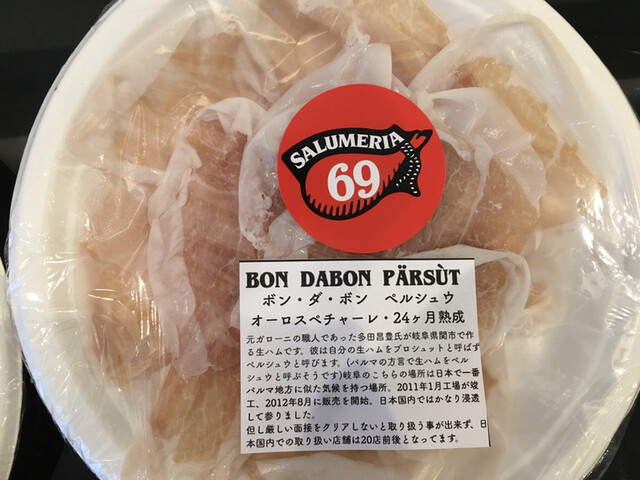 SALUMERIA
69
BON DABON PÄRSÙT
ボン・ダ・ボン　ペルシュウ
オーロスペチャーレ・24ヶ月熟成
元ガローニの職人であった多田昌豊氏が岐阜県関市で作
る生ハムです。彼は自分の生ハムをプロシュットと呼ばず
ペルシュウと呼びます。(パルマの方言で生ハムをペル
シュウと呼ぶそうです)岐阜のこちらの場所は日本で一番
パルマ地方に似た気候を持つ場所。2011年1月工場が竣
工、2012年8月に販売を開始。日本国内ではかなり浸透
して参りました。
但し厳しい面接をクリアしないと取り扱う事が出来ず、日
本国内での取り扱い店舗は20店前後となってます。